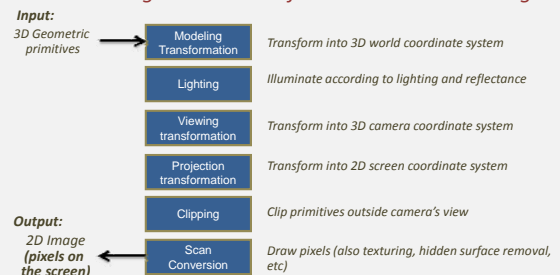 Input:
3D Geometric
primitives
Modeling
Transformation
Transform into 3D world coordinate system
Lighting
Illuminate according to lighting and reflectance
Viewing
transformation
Transform into 3D camera coordinate system
Projection
transformation
Transform into 2D screen coordinate system
Clipping
Clip primitives outside camera's view
Output:
2D Image
(pixels on
the screen)
Scan
Conversion
Draw pixels (also texturing, hidden surface removal,
etc)